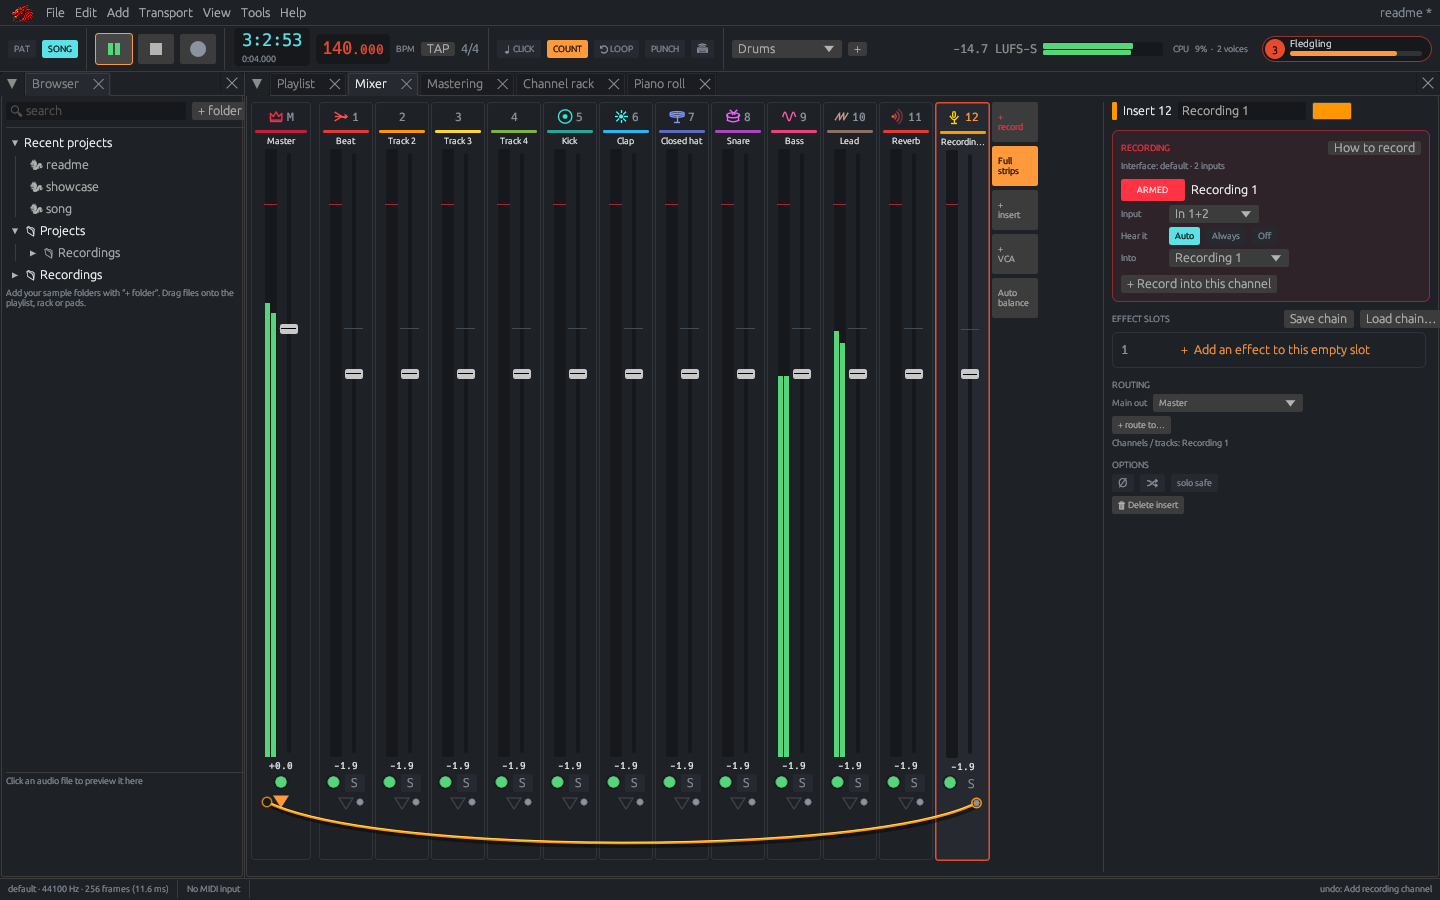 File Edit Add Transport View Tools Help
readme *
PAT SONG
3:2:53
0:04.000
140.000 BPM TAP 4/4
CLICK COUNT LOOP PUNCH
Drums +
-14.7 LUFS-S
CPU 9% · 2 voices
3 Fledgling
Browser
Playlist Mixer Mastering Channel rack Piano roll
search
+ folder
Recent projects
readme
showcase
song
Projects
Recordings
Recordings
Add your sample folders with "+ folder". Drag files onto the
playlist, rack or pads.
Click an audio file to preview it here
M 1 2 3 4 5 6 7 8 9 10 11 12
Master Beat Track 2 Track 3 Track 4 Kick Clap Closed hat Snare Bass Lead Reverb Recordin...
+0.0 -1.9 -1.9 -1.9 -1.9 -1.9 -1.9 -1.9 -1.9 -1.9 -1.9 -1.9 -1.9
S S S S S S S S S S S S
+
record
Full
strips
+
insert
+
VCA
Auto
balance
Insert 12 Recording 1
RECORDING
How to record
Interface: default · 2 inputs
ARMED Recording 1
Input In 1+2
Hear it Auto Always Off
Into Recording 1
+ Record into this channel
EFFECT SLOTS Save chain Load chain...
1 + Add an effect to this empty slot
ROUTING
Main out Master
+ route to...
Channels / tracks: Recording 1
OPTIONS
Ø solo safe
Delete insert
default · 44100 Hz · 256 frames (11.6 ms) No MIDI input
undo: Add recording channel